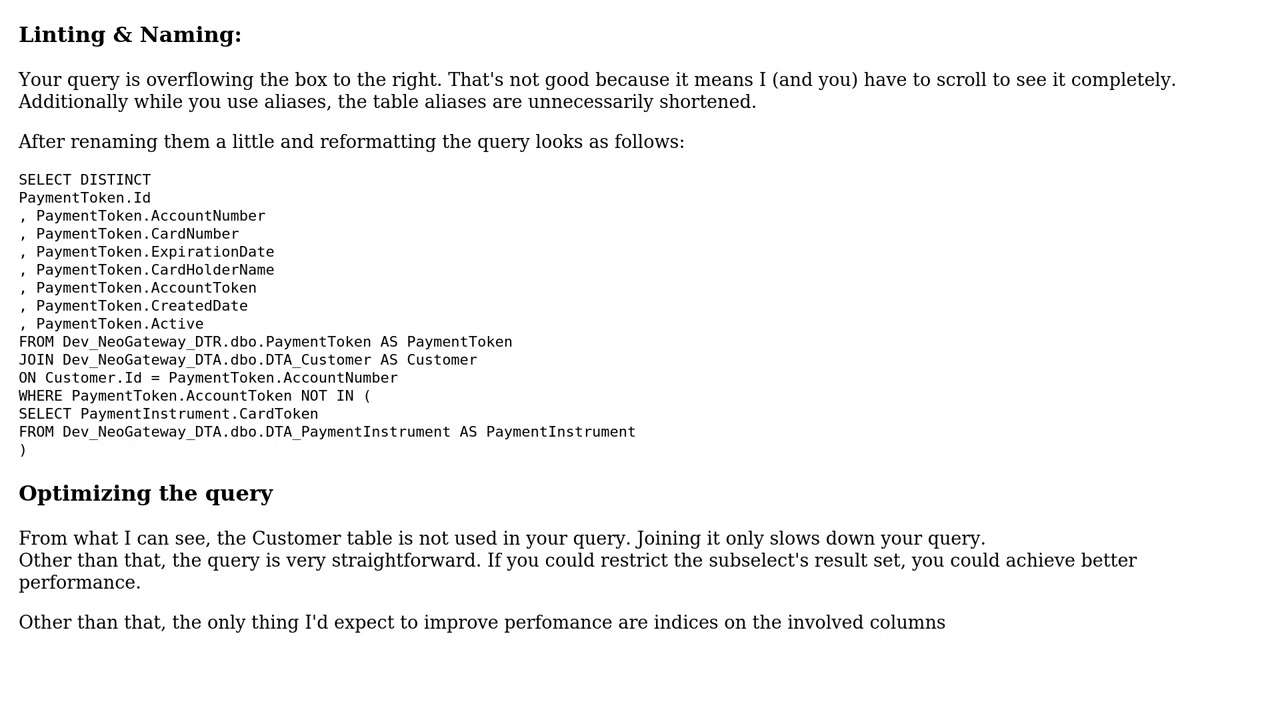 Linting & Naming:
Your query is overflowing the box to the right. That's not good because it means I (and you) have to scroll to see it completely.
Additionally while you use aliases, the table aliases are unnecessarily shortened.
After renaming them a little and reformatting the query looks as follows:
SELECT DISTINCT
PaymentToken.Id
, PaymentToken.AccountNumber
, PaymentToken.CardNumber
, PaymentToken.ExpirationDate
, PaymentToken.CardHolderName
, PaymentToken.AccountToken
, PaymentToken.CreatedDate
, PaymentToken.Active
FROM Dev_NeoGateway_DTR.dbo.PaymentToken AS PaymentToken
JOIN Dev_NeoGateway_DTA.dbo.DTA_Customer AS Customer
ON Customer.Id = PaymentToken.AccountNumber
WHERE PaymentToken.AccountToken NOT IN (
SELECT PaymentInstrument.CardToken
FROM Dev_NeoGateway_DTA.dbo.DTA_PaymentInstrument AS PaymentInstrument
)
Optimizing the query
From what I can see, the Customer table is not used in your query. Joining it only slows down your query.
Other than that, the query is very straightforward. If you could restrict the subselect's result set, you could achieve better
performance.
Other than that, the only thing I'd expect to improve perfomance are indices on the involved columns